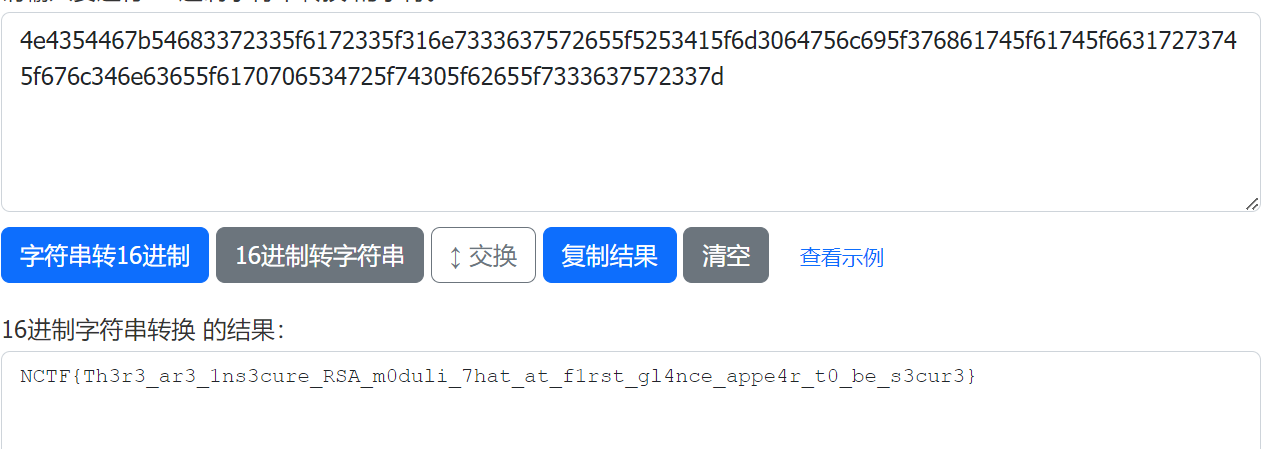 4e4354467b54683372335f6172335f316e7333637572655f5253415f6d3064756c695f376861745f61745f6631727374
5f676c346e63655f6170706534725f74305f62655f7333637572337d
字符串转16进制 16进制转字符串 ↕ 交换 复制结果 清空 查看示例
16进制字符串转换 的结果：
NCTF{Th3r3_ar3_1ns3cure_RSA_m0duli_7hat_at_f1rst_gl4nce_appe4r_t0_be_s3cur3}